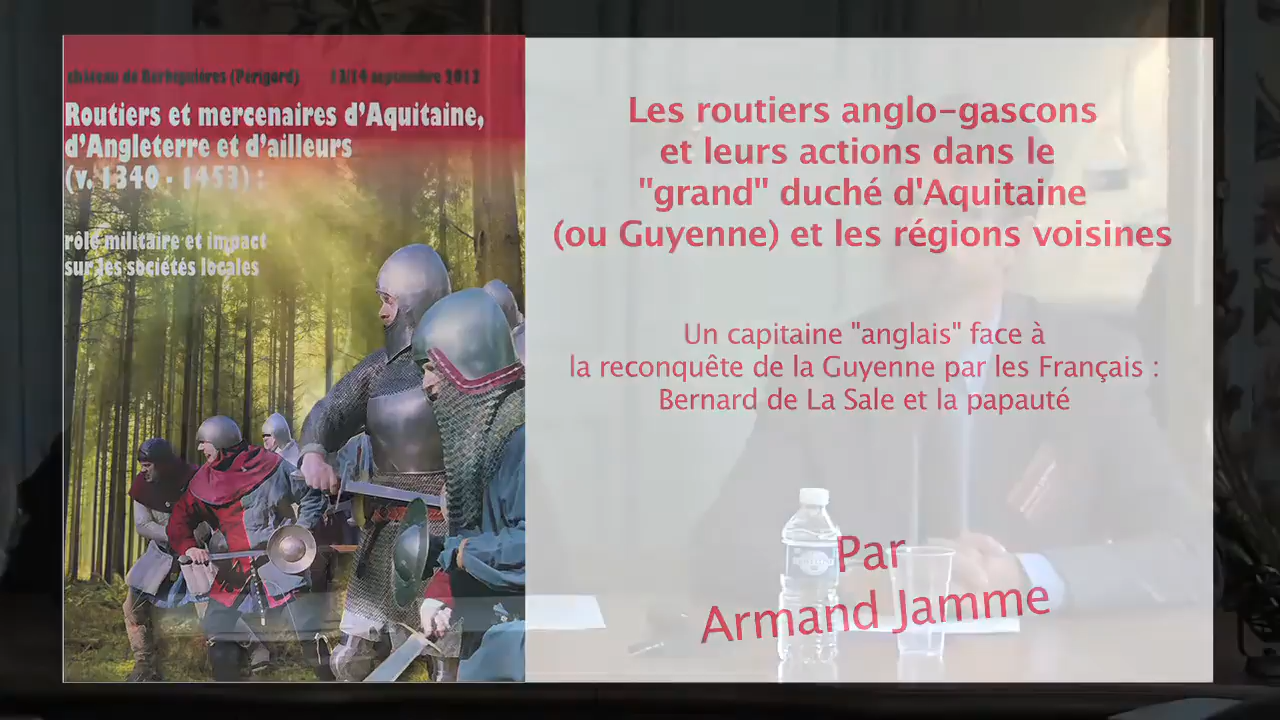 château de Berbiguières (Périgord) 13/14 septembre 2013
Routiers et mercenaires d'Aquitaine,
d'Angleterre et d'ailleurs
(v. 1340 - 1453) :
rôle militaire et impact
sur les sociétés locales
Les routiers anglo-gascons
et leurs actions dans le
"grand" duché d'Aquitaine
(ou Guyenne) et les régions voisines
Un capitaine "anglais" face à
la reconquête de la Guyenne par les Français :
Bernard de La Sale et la papauté
Par
Armand Jamme